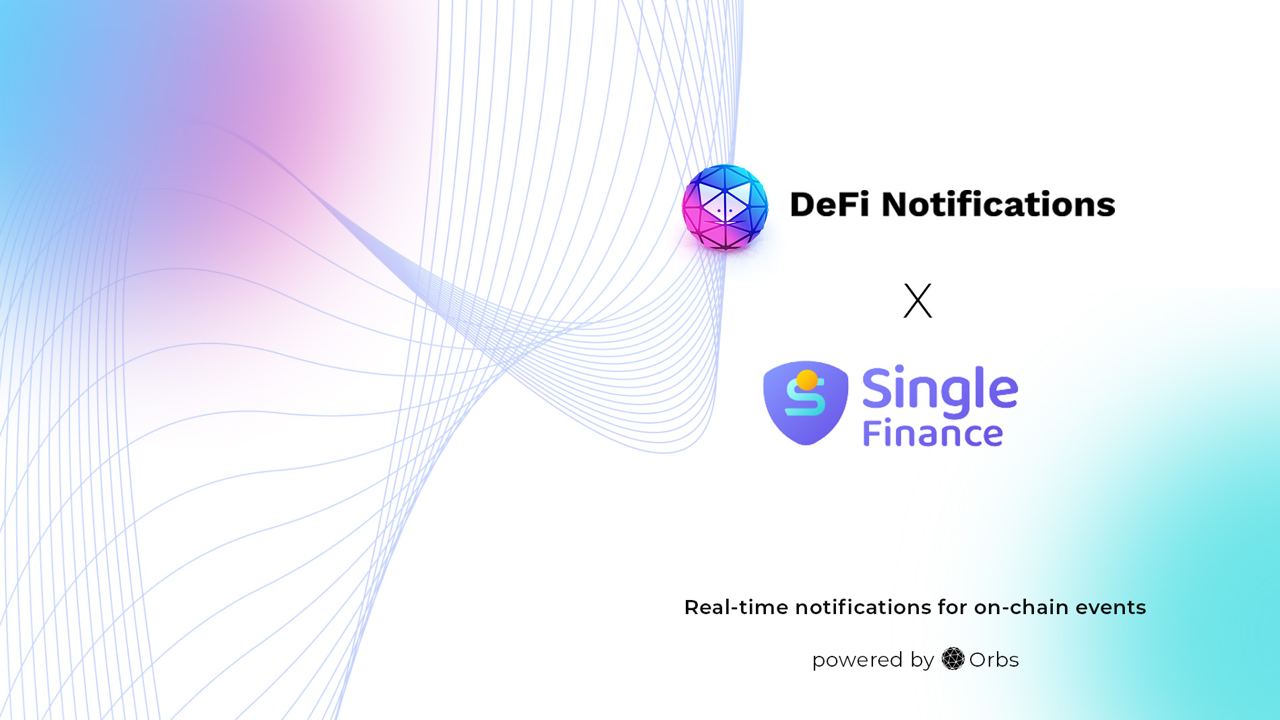 DeFi Notifications
X
Single
Finance
Real-time notifications for on-chain events
powered by Orbs